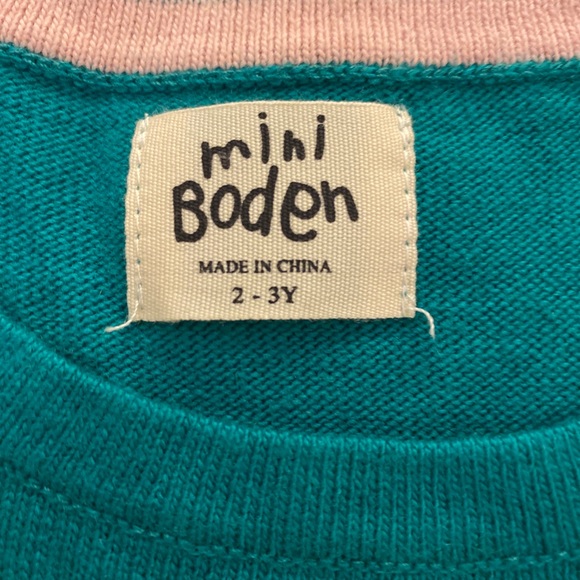 mini
Boden
MADE IN CHINA
2 - 3Y